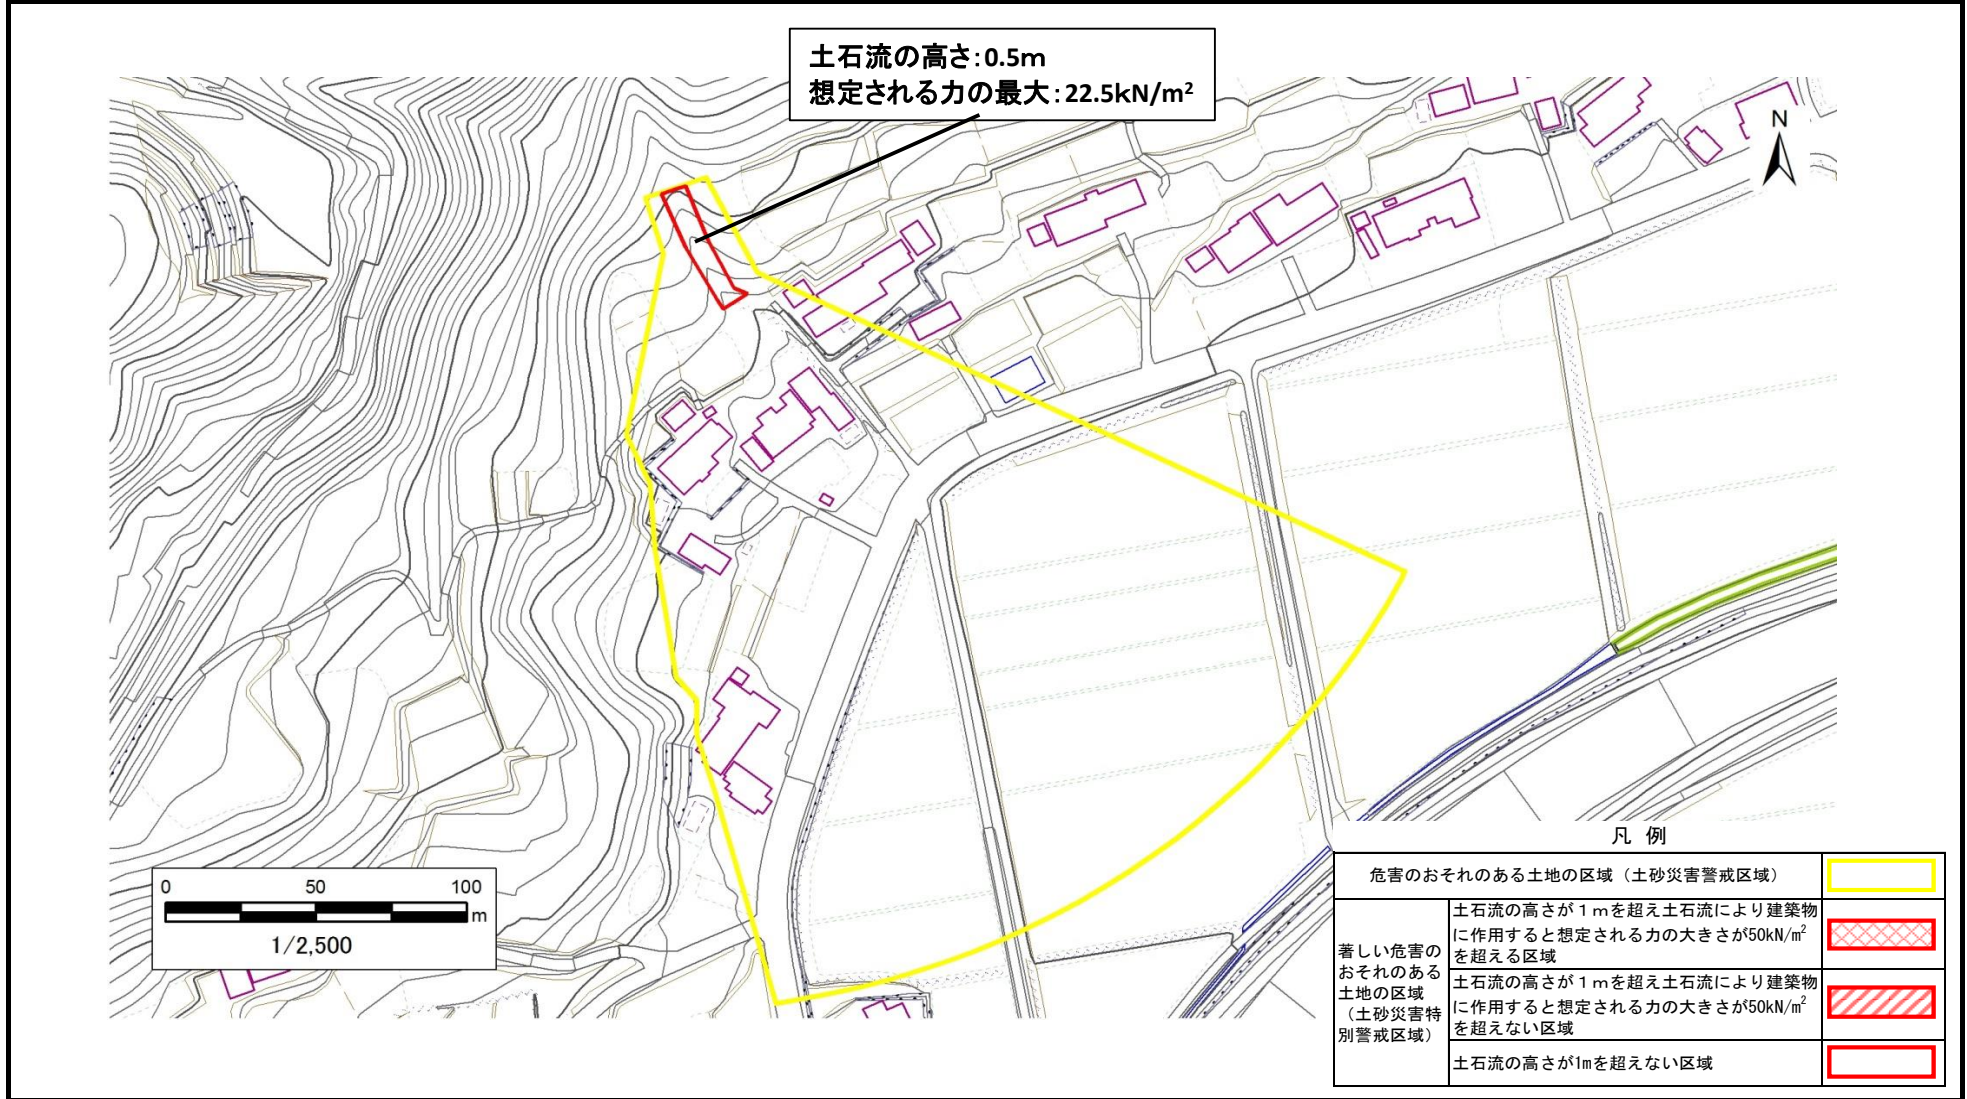 土石流の高さ：0.5m
想定される力の最大：22.5kN/m²
N
0 50 100
m
1/2,500
凡 例
危害のおそれのある土地の区域（土砂災害警戒区域）
著しい危害の
おそれのある
土地の区域
（土砂災害特
別警戒区域）
土石流の高さが１ｍを超え土石流により建築物
に作用すると想定される力の大きさが50kN/㎡
を超える区域
土石流の高さが１ｍを超え土石流により建築物
に作用すると想定される力の大きさが50kN/㎡
を超えない区域
土石流の高さが1mを超えない区域